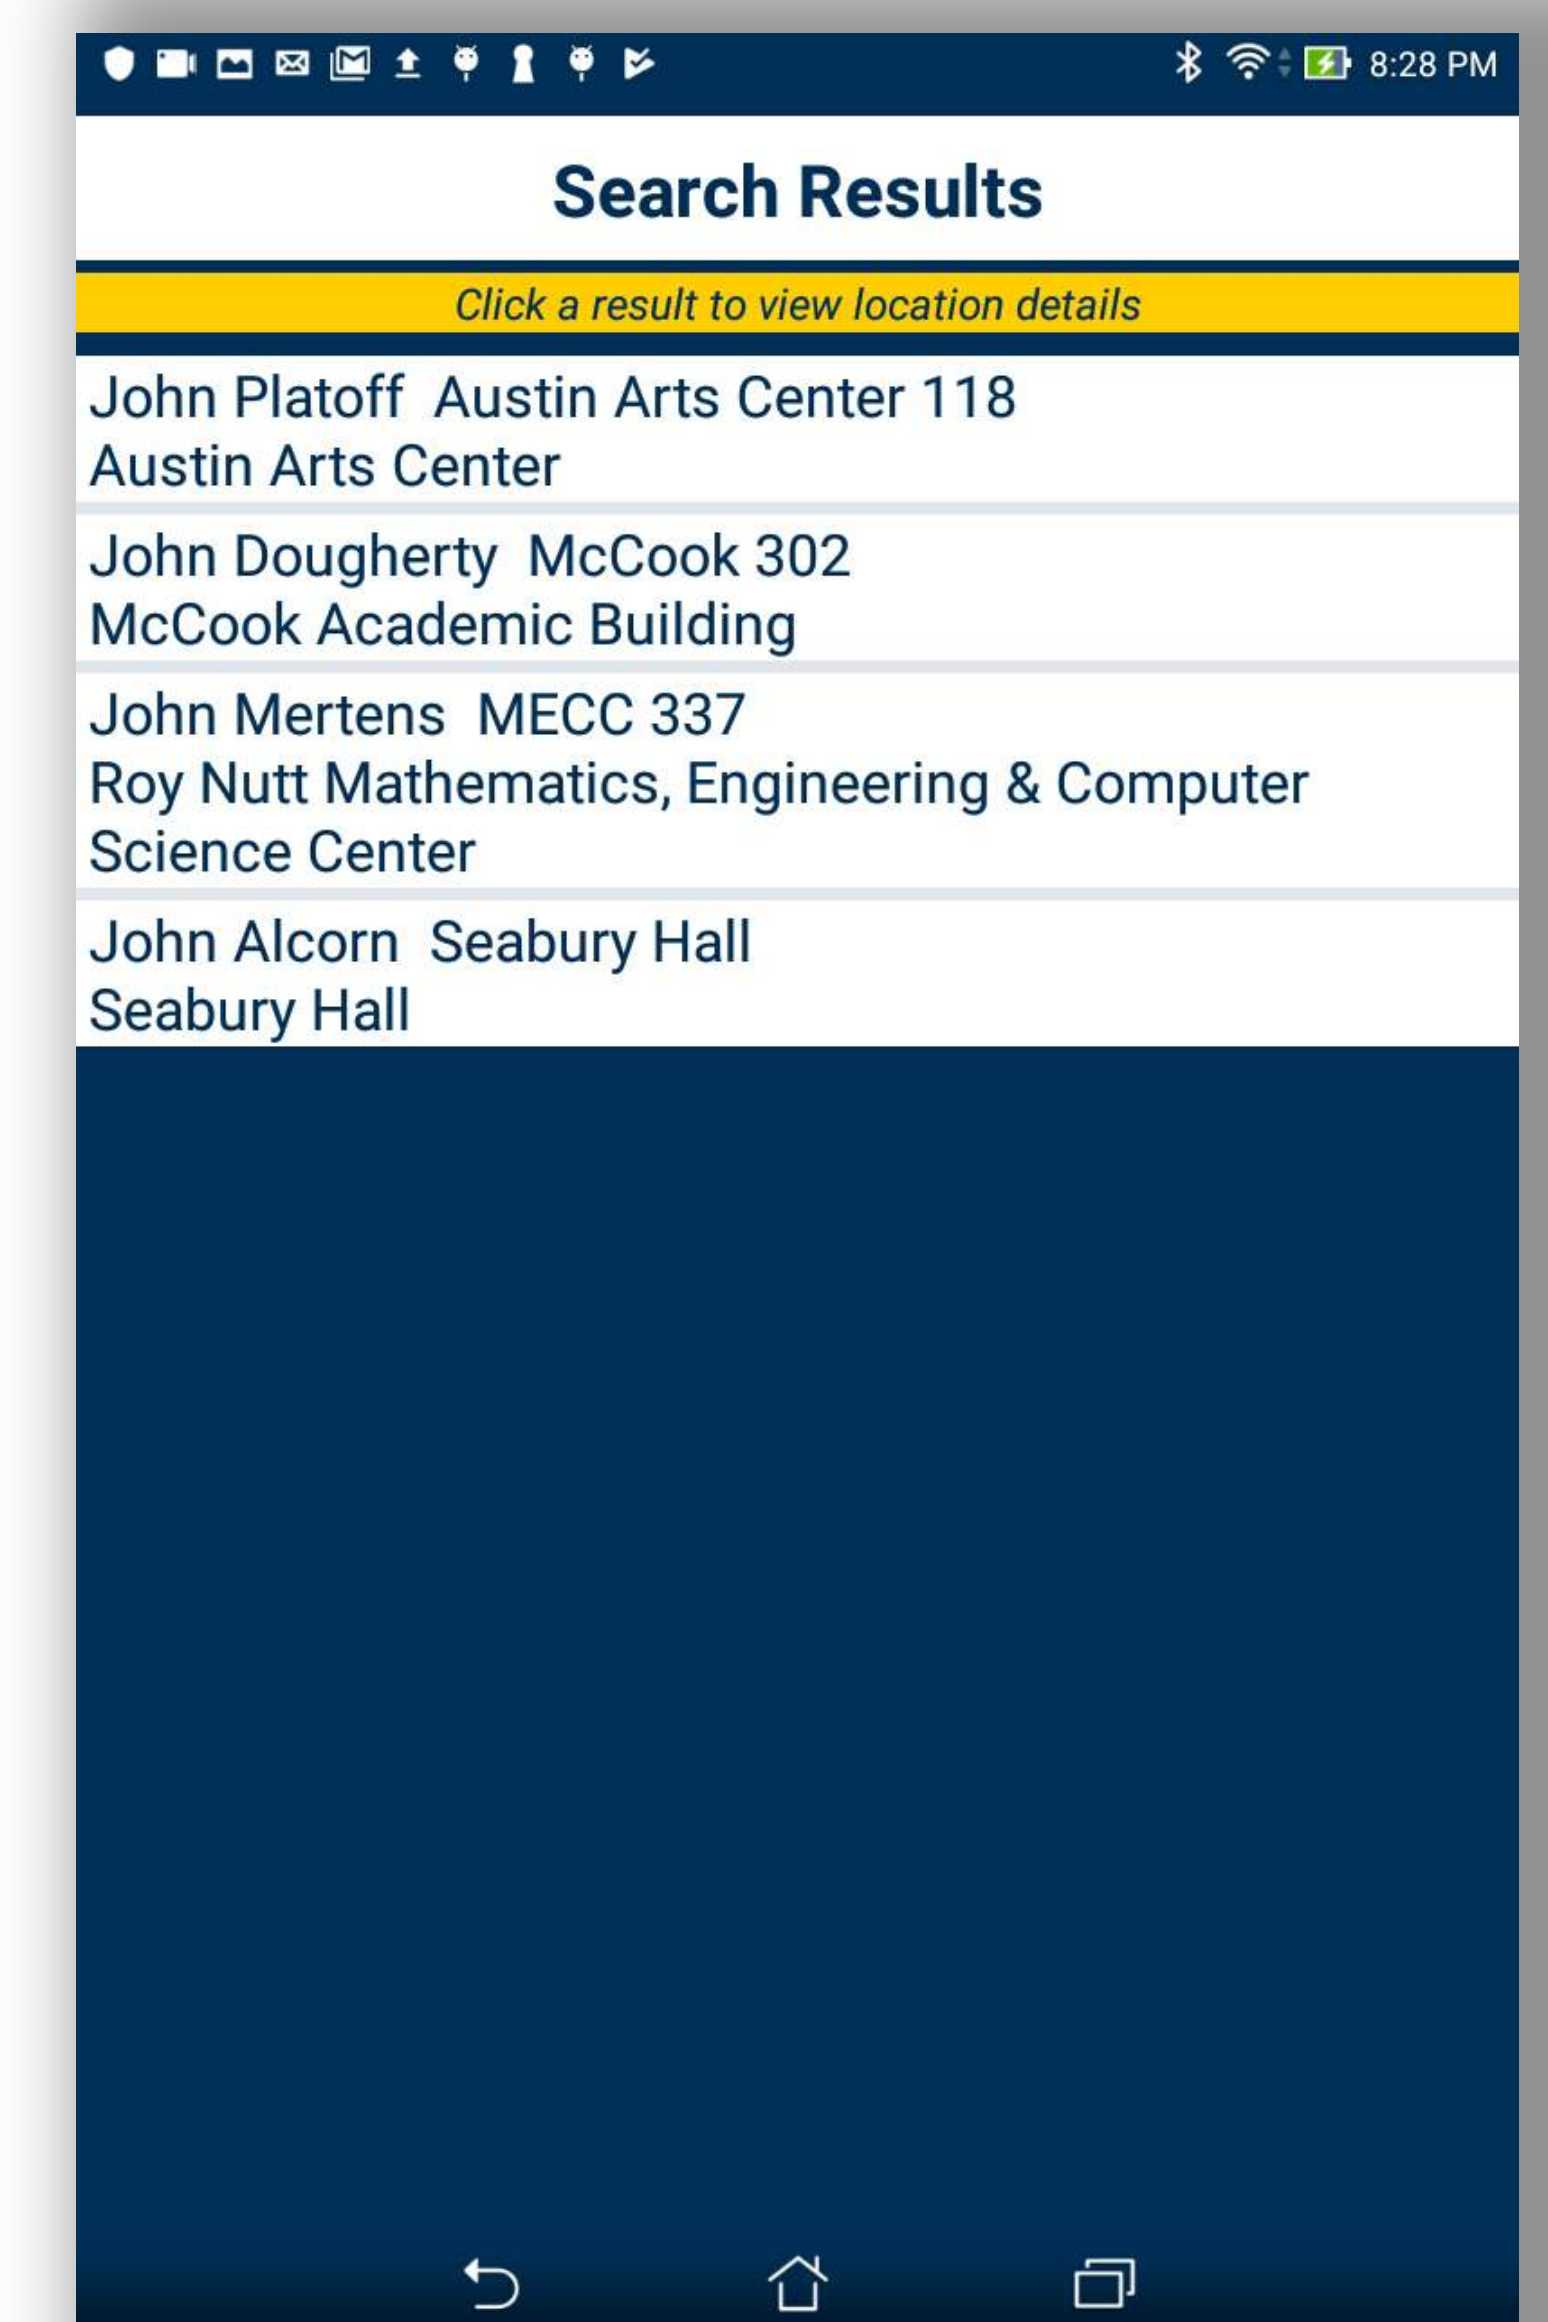 8:28 PM
Search Results
Click a result to view location details
John Platoff  Austin Arts Center 118
Austin Arts Center
John Dougherty  McCook 302
McCook Academic Building
John Mertens  MECC 337
Roy Nutt Mathematics, Engineering & Computer
Science Center
John Alcorn  Seabury Hall
Seabury Hall